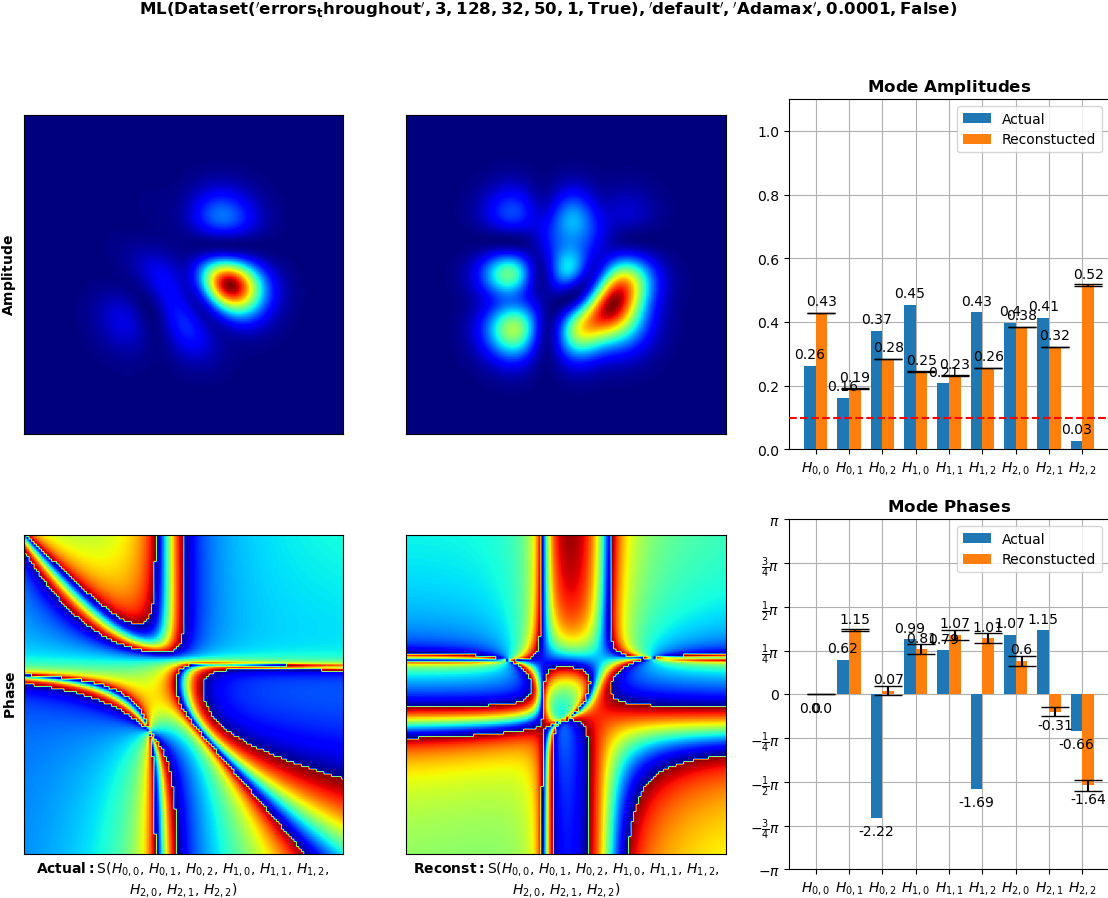 ML(Dataset('errors_throughout', 3, 128, 32, 50, 1, True), 'default', 'Adamax', 0.0001, False)
Amplitude
Mode Amplitudes
Actual
Reconstucted
1.0
0.8
0.6
0.4
0.2
0.0
0.26
0.43
0.16
0.19
0.37
0.28
0.45
0.25
0.21
0.23
0.43
0.26
0.4
0.38
0.41
0.32
0.03
0.52
H0,0 H0,1 H0,2 H1,0 H1,1 H1,2 H2,0 H2,1 H2,2
Phase
Mode Phases
Actual
Reconstucted
π
3/4π
1/2π
1/4π
0
−1/4π
−1/2π
−3/4π
−π
0.0
0.0
0.62
1.15
-2.22
0.07
0.99
0.81
0.79
1.07
-1.69
1.01
1.07
0.6
1.15
-0.31
-0.66
-1.64
H0,0 H0,1 H0,2 H1,0 H1,1 H1,2 H2,0 H2,1 H2,2
Actual: S(H0,0, H0,1, H0,2, H1,0, H1,1, H1,2,
H2,0, H2,1, H2,2)
Reconst: S(H0,0, H0,1, H0,2, H1,0, H1,1, H1,2,
H2,0, H2,1, H2,2)